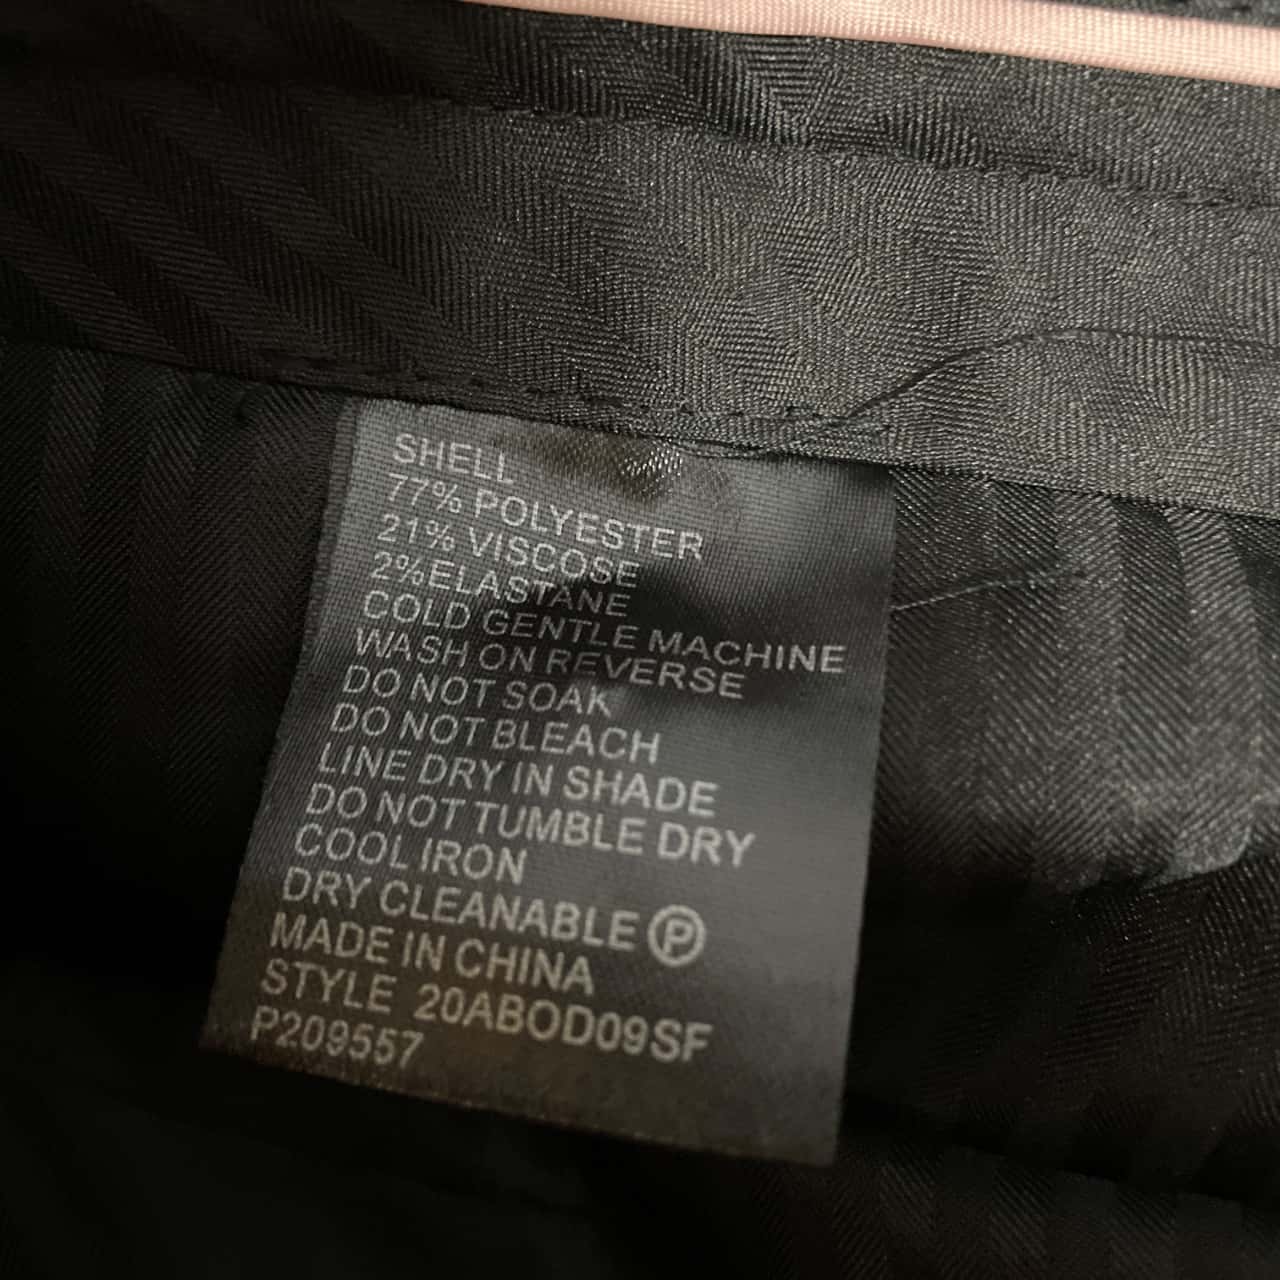 SHELL
77% POLYESTER
21% VISCOSE
2%ELASTANE
COLD GENTLE MACHINE
WASH ON REVERSE
DO NOT SOAK
DO NOT BLEACH
LINE DRY IN SHADE
DO NOT TUMBLE DRY
COOL IRON
DRY CLEANABLE Ⓟ
MADE IN CHINA
STYLE 20ABOD09SF
P209557